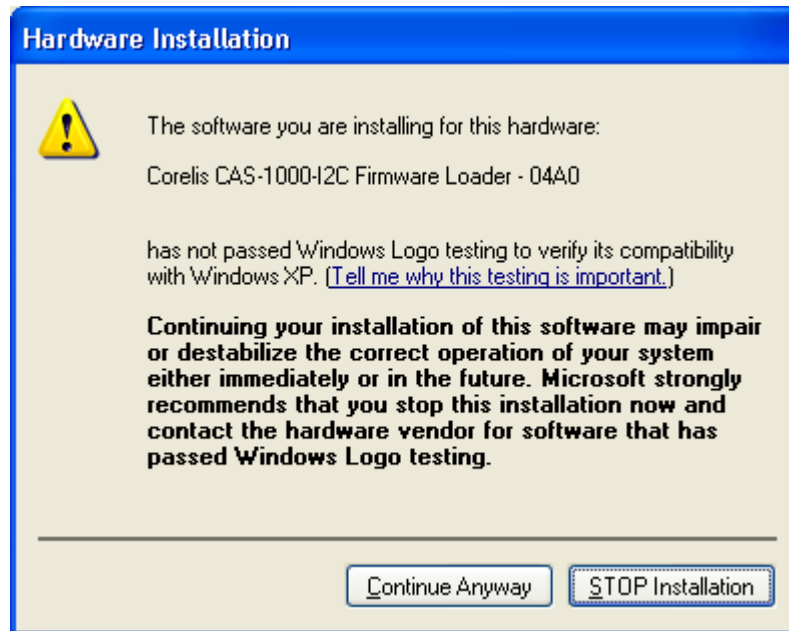 Hardware Installation
The software you are installing for this hardware:
Corelis CAS-1000-I2C Firmware Loader - 04A0
has not passed Windows Logo testing to verify its compatibility
with Windows XP. (Tell me why this testing is important.)
Continuing your installation of this software may impair
or destabilize the correct operation of your system
either immediately or in the future. Microsoft strongly
recommends that you stop this installation now and
contact the hardware vendor for software that has
passed Windows Logo testing.
Continue Anyway
STOP Installation